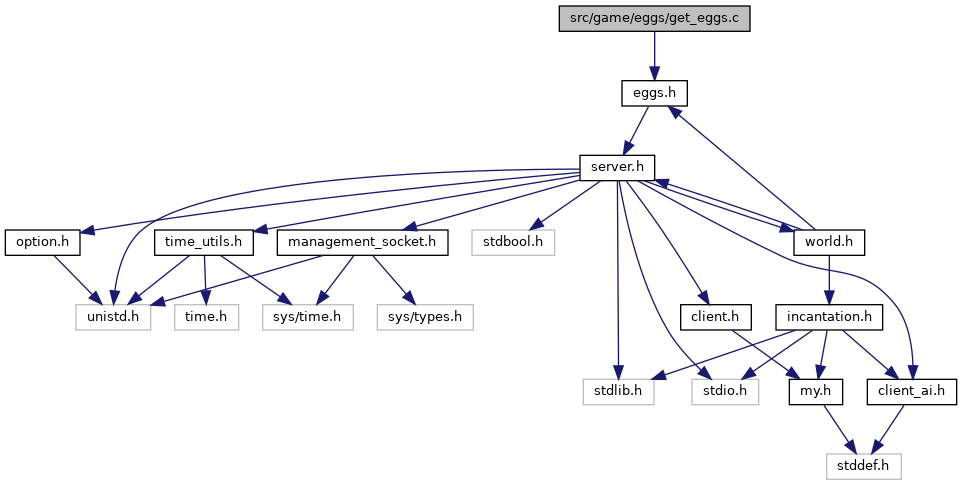 src/game/eggs/get_eggs.c
eggs.h
server.h
option.h
time_utils.h
management_socket.h
stdbool.h
world.h
unistd.h
time.h
sys/time.h
sys/types.h
client.h
incantation.h
stdlib.h
stdio.h
my.h
client_ai.h
stddef.h